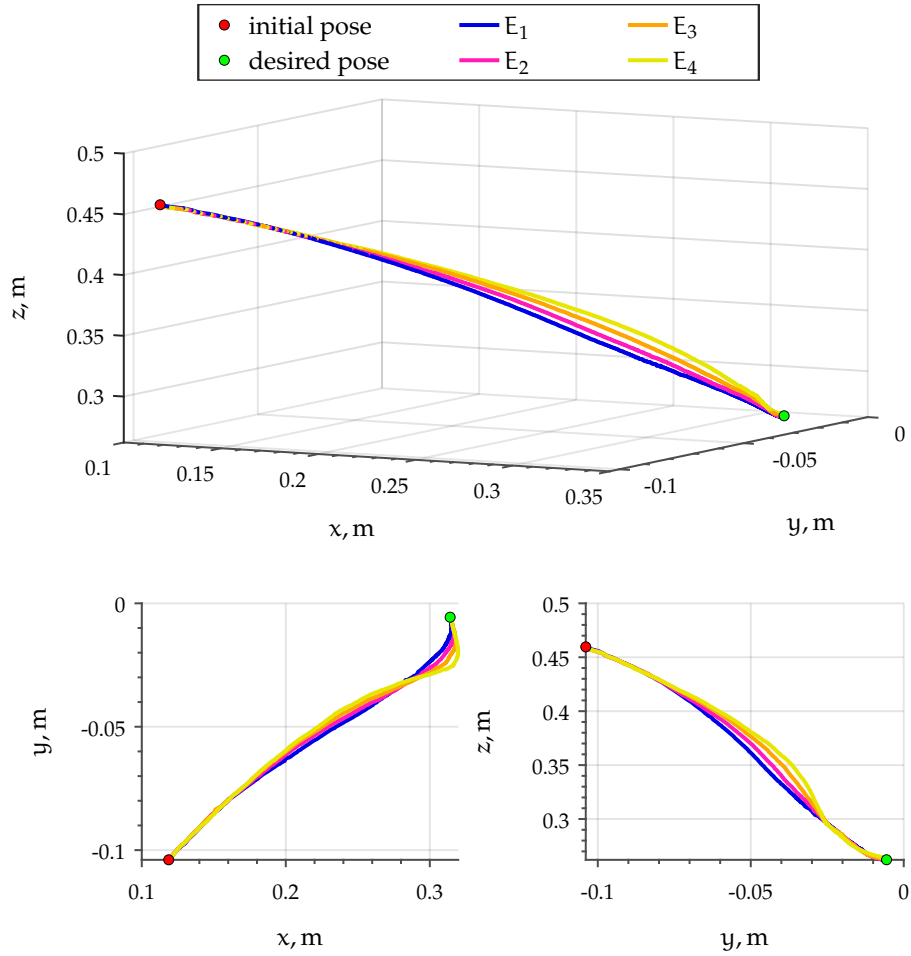 initial pose E₁ E₃
desired pose E₂ E₄
0.5
0.45
0.4
0.35
0.3
z, m
0.1 0.15 0.2 0.25 0.3 0.35
x, m
-0.1 -0.05 0
y, m
0
-0.05
-0.1
y, m
0.1 0.2 0.3
x, m
0.5
0.45
0.4
0.35
0.3
z, m
-0.1 -0.05 0
y, m